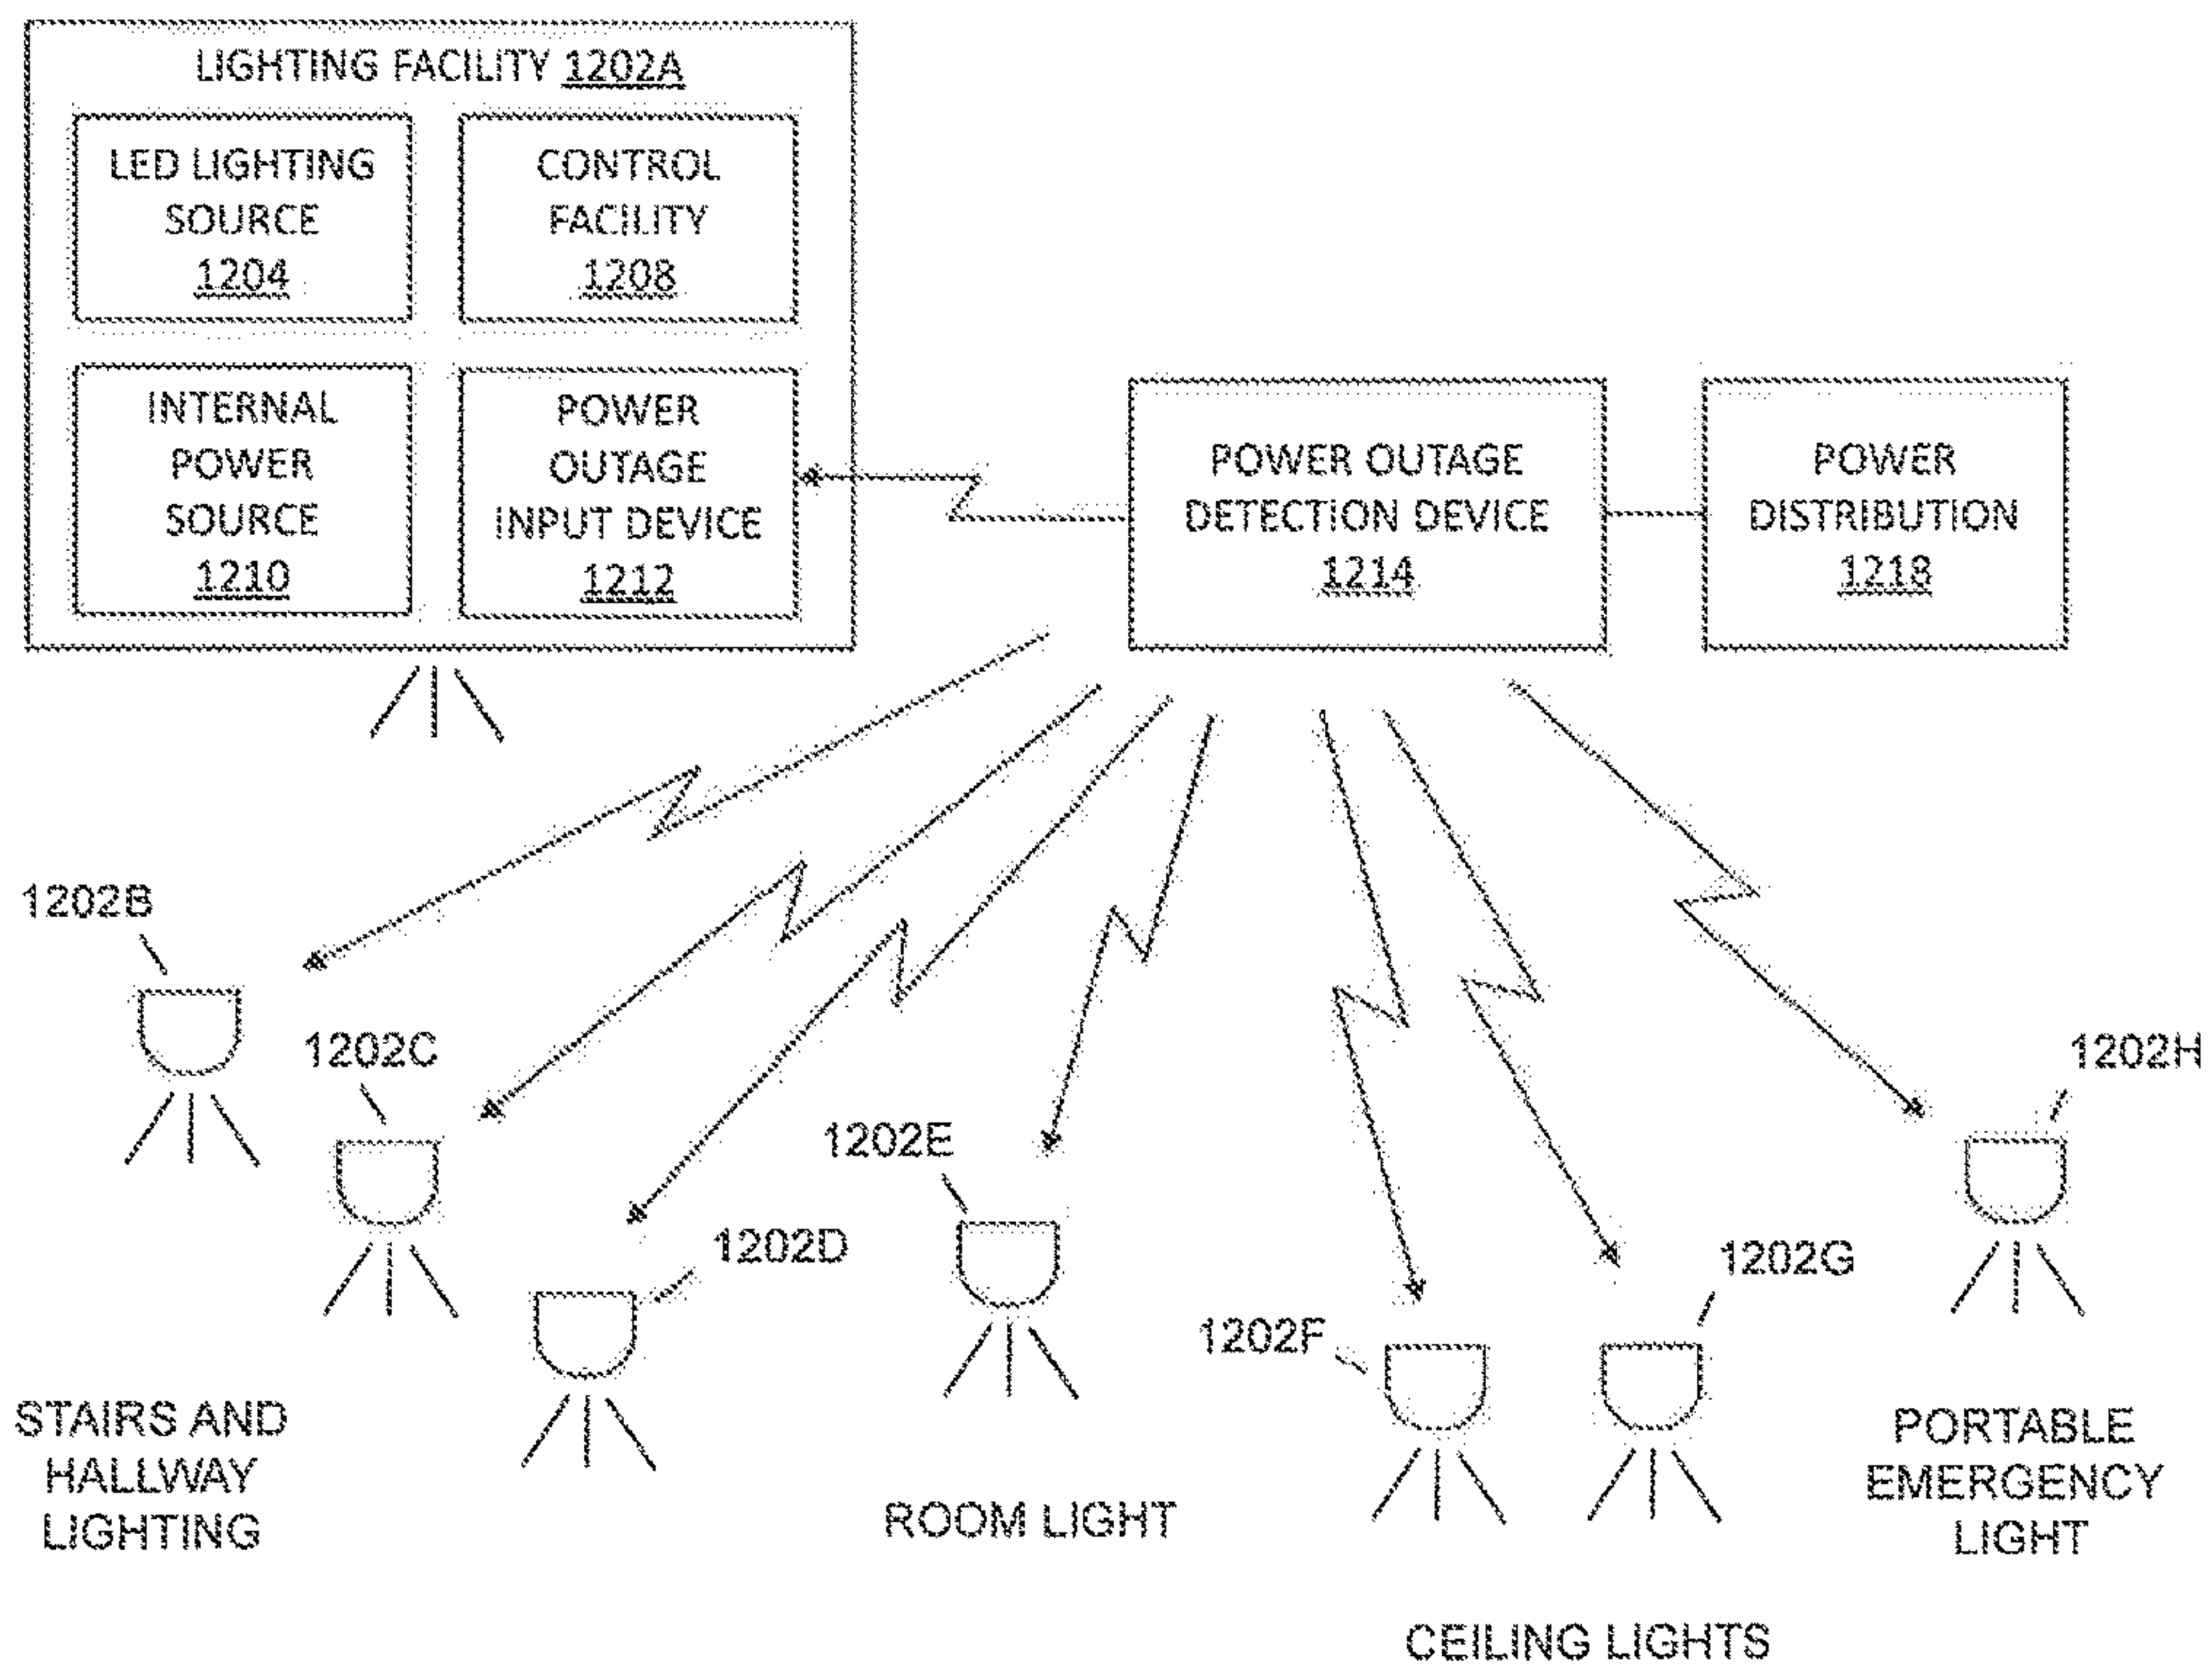 LIGHTING FACILITY 1202A
LED LIGHTING
SOURCE
1204
CONTROL
FACILITY
1208
INTERNAL
POWER
SOURCE
1210
POWER
OUTAGE
INPUT DEVICE
1212
POWER OUTAGE
DETECTION DEVICE
1214
POWER
DISTRIBUTION
1218
1202B
1202C
1202D
1202E
1202F
1202G
1202H
STAIRS AND
HALLWAY
LIGHTING
ROOM LIGHT
CEILING LIGHTS
PORTABLE
EMERGENCY
LIGHT